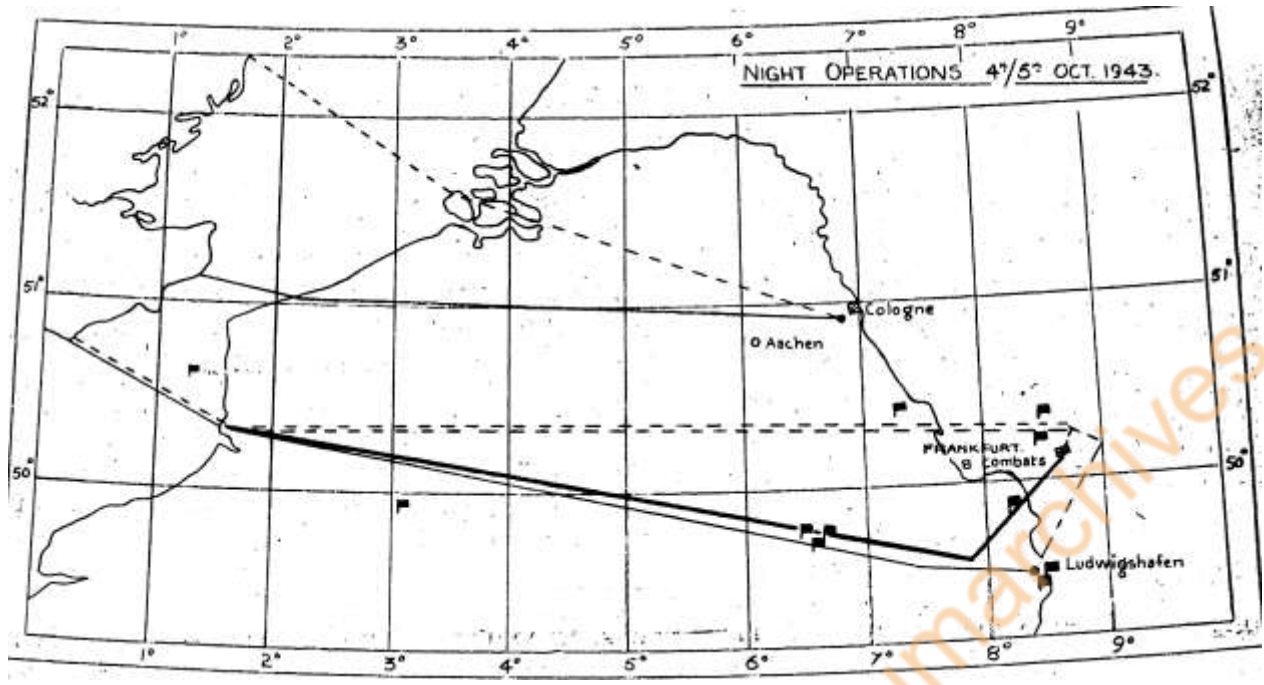 1° 2° 3° 4° 5° 6° 7° 8° 9°
NIGHT OPERATIONS 4TH/5TH OCT. 1943.
52° 52°
51° 51°
Cologne
Aachen
FRANKFURT.
8 Combats
50° 50°
Ludwigshafen
1° 2° 3° 4° 5° 6° 7° 8° 9°
marchives